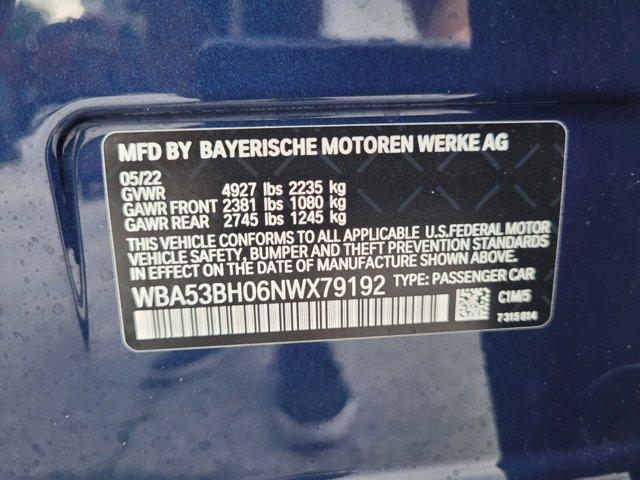 MFD BY BAYERISCHE MOTOREN WERKE AG
05/22
GVWR 4927 lbs 2235 kg
GAWR FRONT 2381 lbs 1080 kg
GAWR REAR 2745 lbs 1245 kg
THIS VEHICLE CONFORMS TO ALL APPLICABLE U.S.FEDERAL MOTOR
VEHICLE SAFETY, BUMPER AND THEFT PREVENTION STANDARDS
IN EFFECT ON THE DATE OF MANUFACTURE SHOWN ABOVE.
WBA53BH06NWX79192 TYPE: PASSENGER CAR
C1M/5
7315814